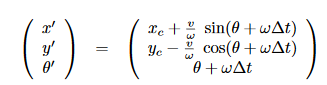 x′ = x_c + v/ω sin(θ + ωΔt)
y′ = y_c − v/ω cos(θ + ωΔt)
θ′ = θ + ωΔt